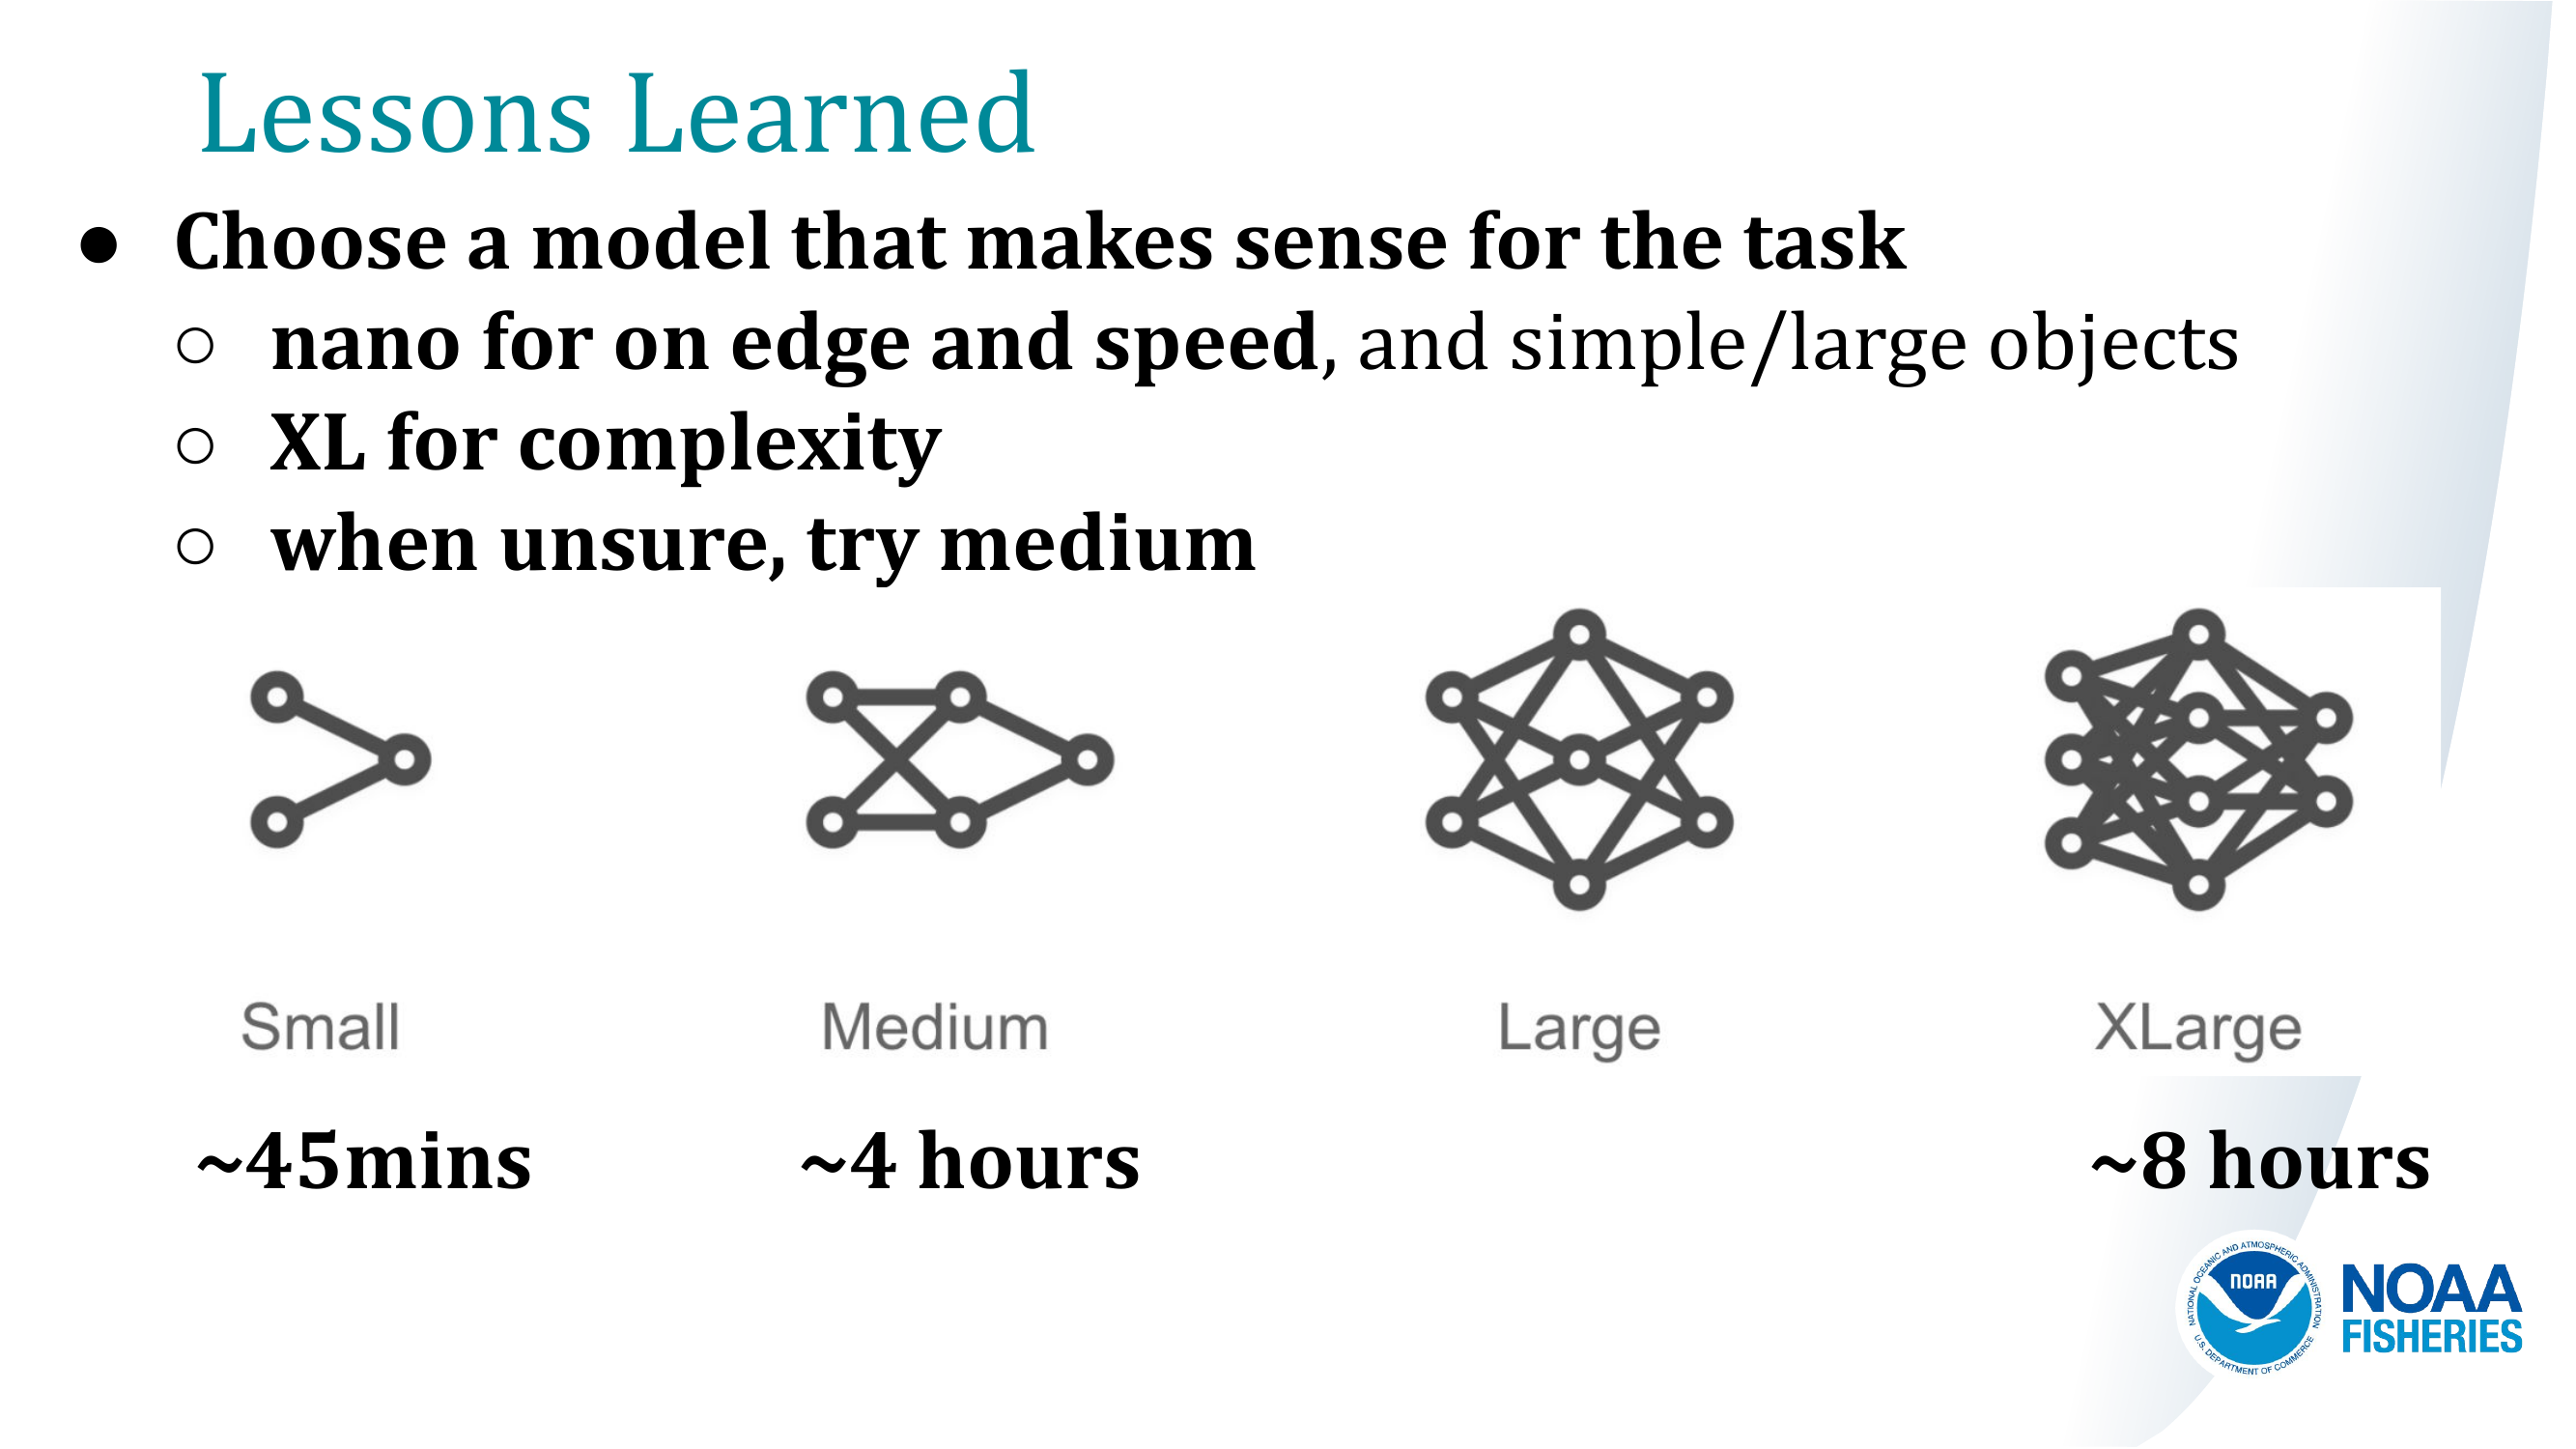 Lessons Learned
● Choose a model that makes sense for the task
○ nano for on edge and speed, and simple/large objects
○ XL for complexity
○ when unsure, try medium
Small Medium Large XLarge
~45mins ~4 hours ~8 hours
NATIONAL OCEANIC AND ATMOSPHERIC ADMINISTRATION
NOAA
U.S. DEPARTMENT OF COMMERCE
NOAA
FISHERIES